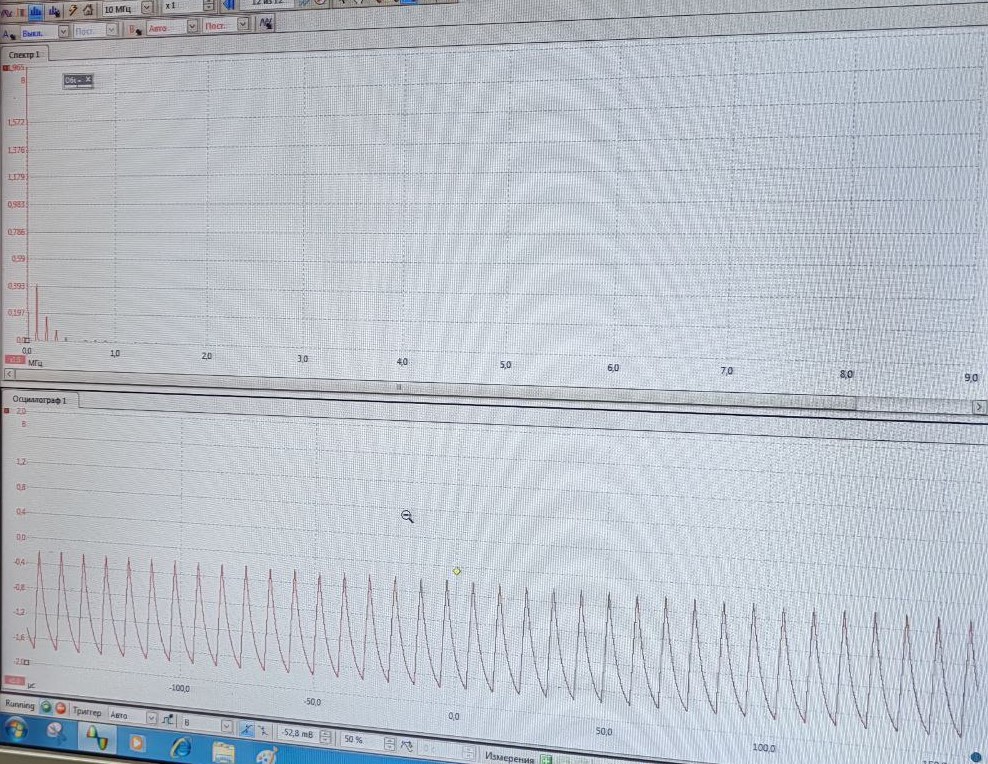 10 МГц x1
A Выкл. Пост. B Авто Пост.
Спектр 1
1,965
В
1,572
1,376
1,179
0,983
0,786
0,59
0,393
0,197
0,0
0,0 1,0 2,0 3,0 4,0 5,0 6,0 7,0 8,0 9,0
МГц
Осциллограф 1
2,0
В
1,2
0,8
0,4
0,0
-0,4
-0,8
-1,2
-1,6
-2,0
µс
-100,0 -50,0 0,0 50,0 100,0
Running Триггер Авто B -52,8 mB 50 %
Измерения